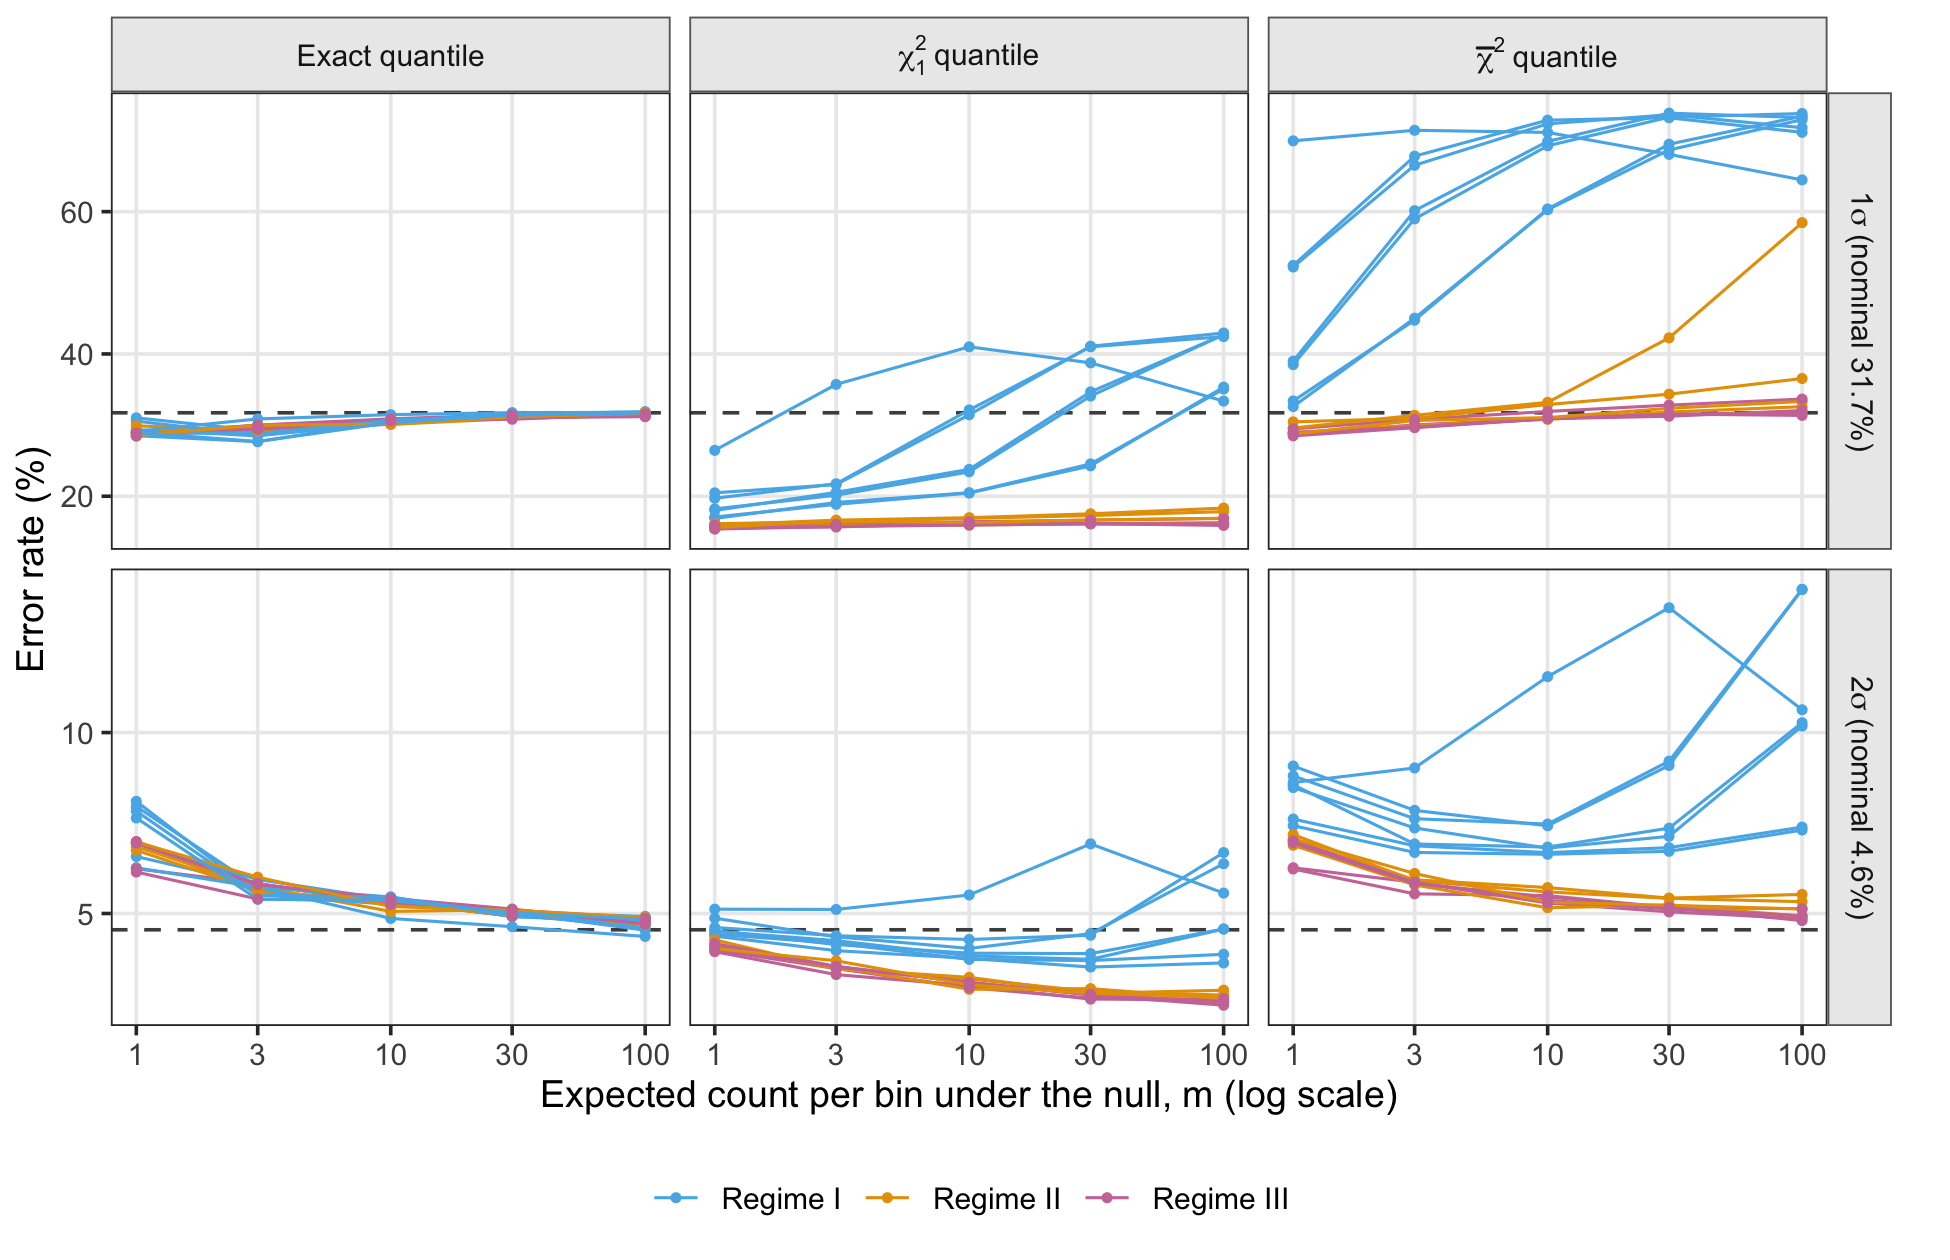 Exact quantile
χ₁² quantile
χ̅² quantile
Error rate (%)
60
40
20
1σ (nominal 31.7%)
10
5
2σ (nominal 4.6%)
1 3 10 30 100
1 3 10 30 100
1 3 10 30 100
Expected count per bin under the null, m (log scale)
Regime I
Regime II
Regime III